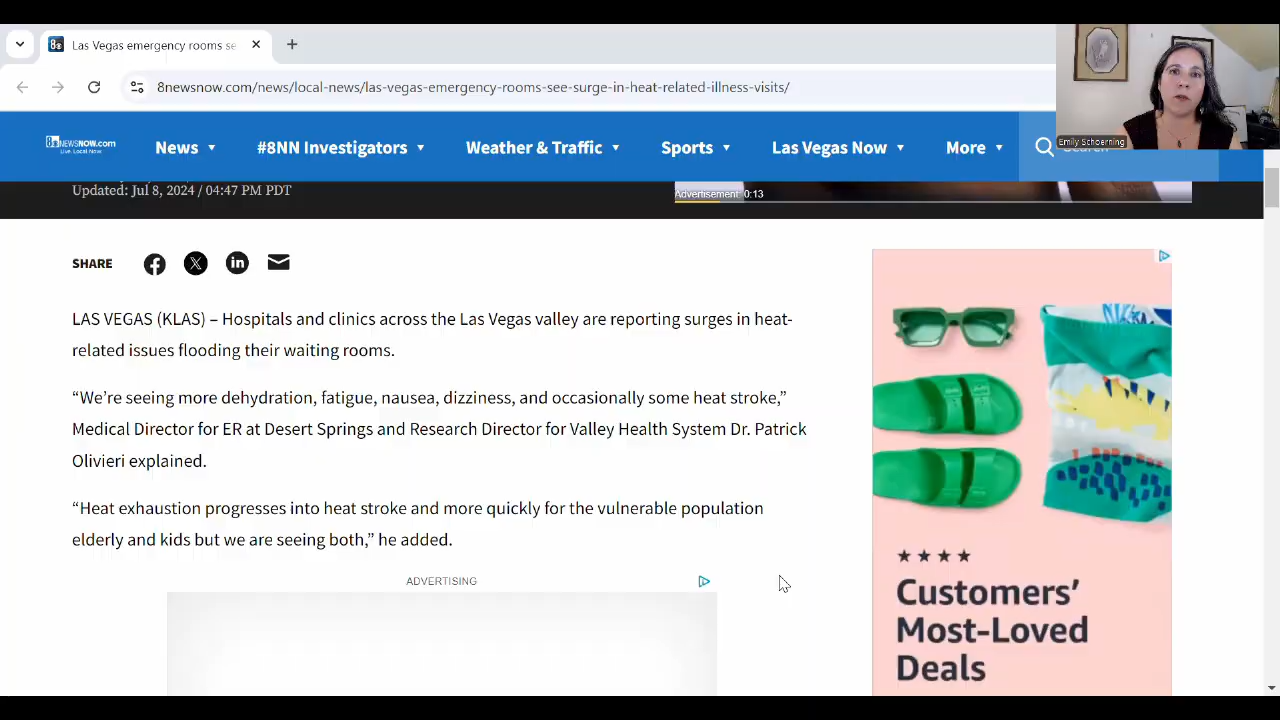 Las Vegas emergency rooms se
8newsnow.com/news/local-news/las-vegas-emergency-rooms-see-surge-in-heat-related-illness-visits/
Emily Schoerning
8NEWSNOW.com
Live. Local. Now.
News
#8NN Investigators
Weather & Traffic
Sports
Las Vegas Now
More
Search
Updated: Jul 8, 2024 / 04:47 PM PDT
Advertisement: 0:13
SHARE
LAS VEGAS (KLAS) – Hospitals and clinics across the Las Vegas valley are reporting surges in heat-
related issues flooding their waiting rooms.
“We’re seeing more dehydration, fatigue, nausea, dizziness, and occasionally some heat stroke,”
Medical Director for ER at Desert Springs and Research Director for Valley Health System Dr. Patrick
Olivieri explained.
“Heat exhaustion progresses into heat stroke and more quickly for the vulnerable population
elderly and kids but we are seeing both,” he added.
ADVERTISING
Customers’
Most-Loved
Deals